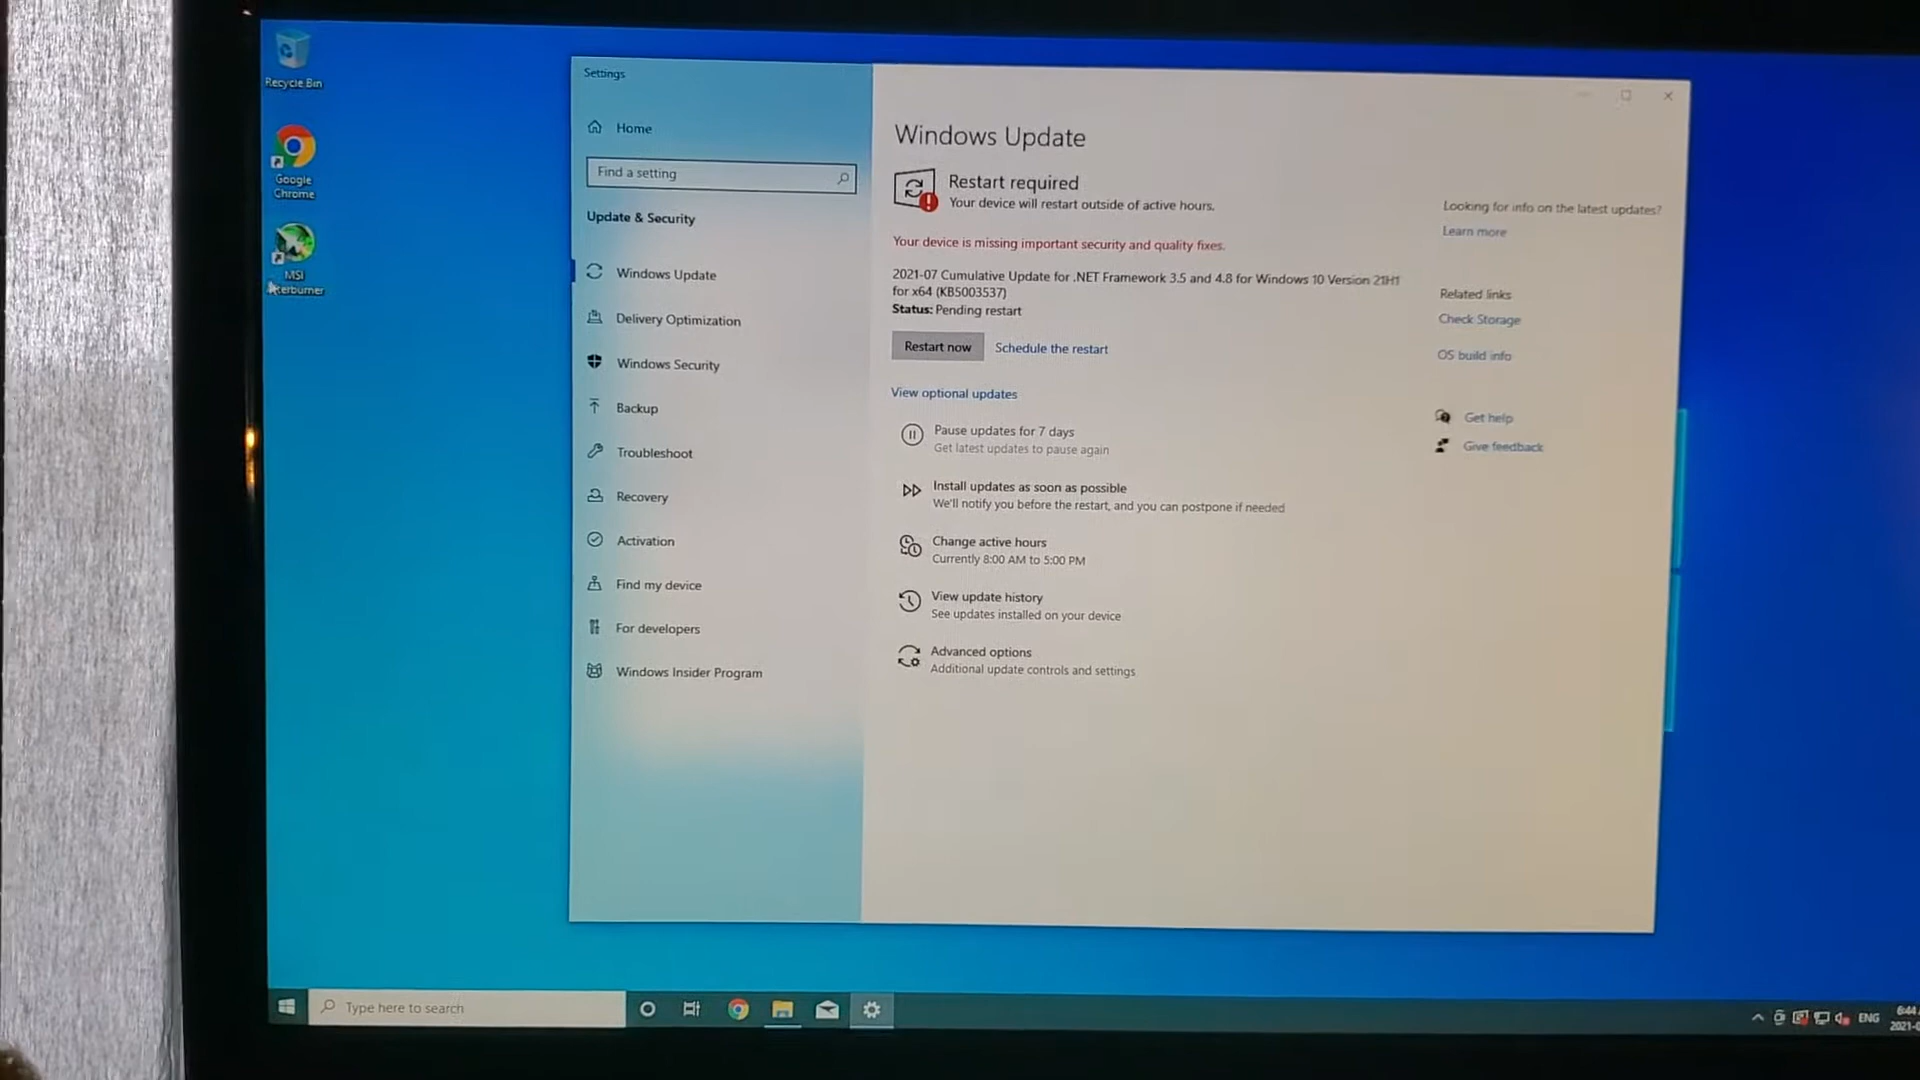 Recycle Bin
Google
Chrome
MSI
Settings
Home
Find a setting
Update & Security
Windows Update
Delivery Optimization
Windows Security
Backup
Troubleshoot
Recovery
Activation
Find my device
For developers
Windows Insider Program
Windows Update
Restart required
Your device will restart outside of active hours.
Your device is missing important security and quality fixes.
2021-07 Cumulative Update for .NET Framework 3.5 and 4.8 for Windows 10 Version 21H1
for x64 (KB5003537)
Status: Pending restart
Restart now Schedule the restart
View optional updates
Pause updates for 7 days
Get latest updates to pause again
Install updates as soon as possible
We'll notify you before the restart, and you can postpone if needed
Change active hours
Currently 8:00 AM to 5:00 PM
View update history
See updates installed on your device
Advanced options
Additional update controls and settings
Looking for info on the latest updates?
Learn more
Related links
Check Storage
OS build info
Get help
Give feedback
Type here to search
ENG
6:44
2021-0